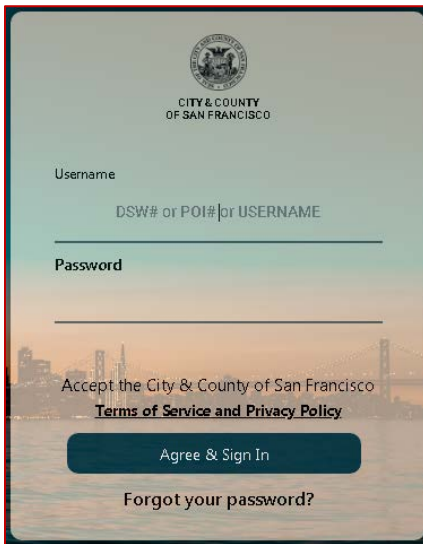 CITY & COUNTY
OF SAN FRANCISCO
Username
DSW# or POI# or USERNAME
Password
Accept the City & County of San Francisco
Terms of Service and Privacy Policy
Agree & Sign In
Forgot your password?